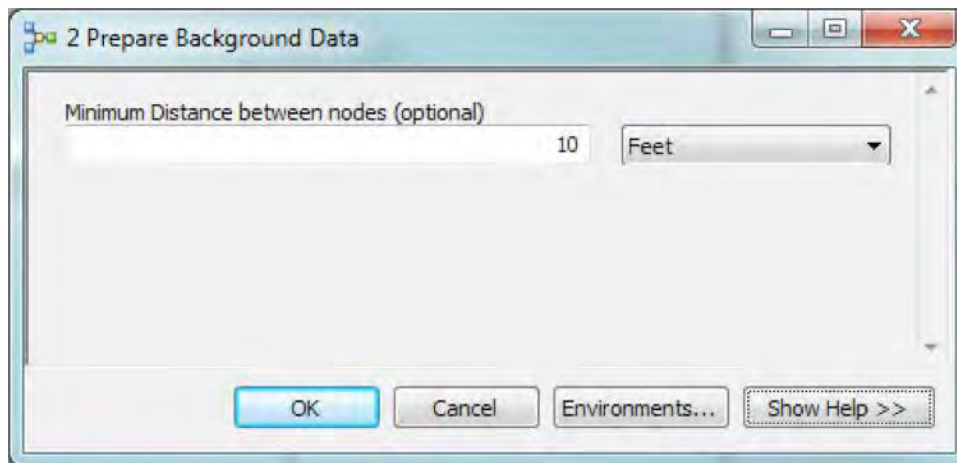 2 Prepare Background Data
Minimum Distance between nodes (optional)
10 Feet
OK Cancel Environments... Show Help >>